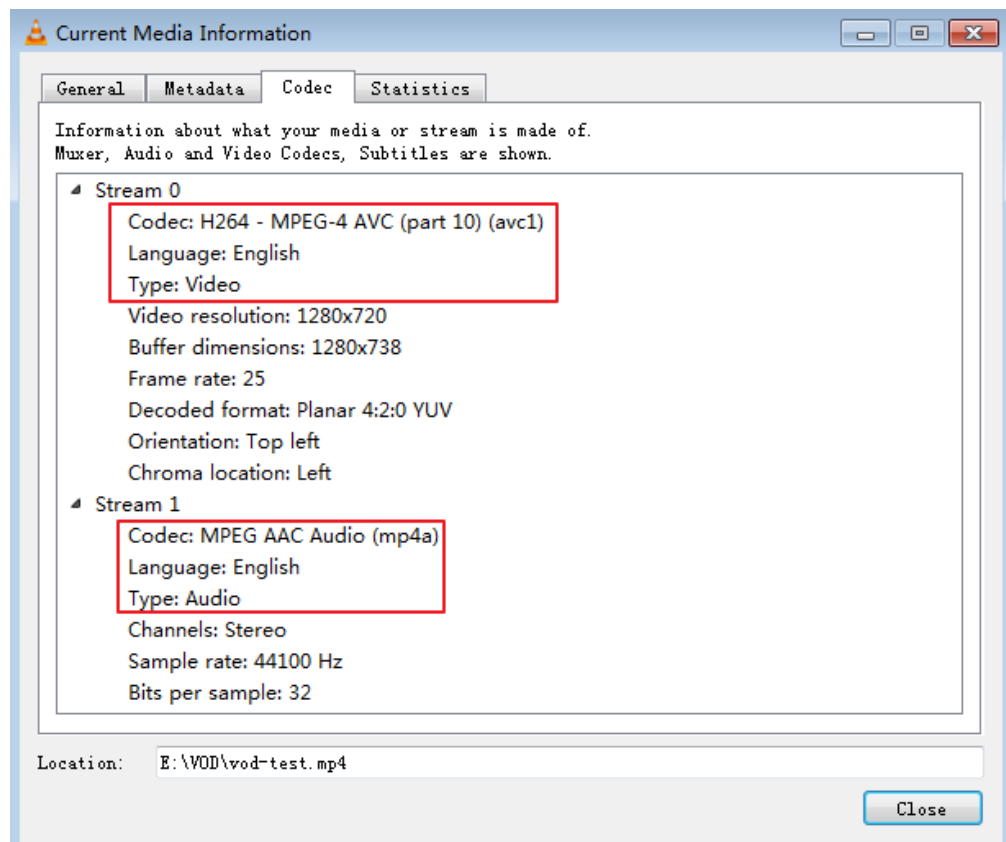 Current Media Information
General Metadata Codec Statistics
Information about what your media or stream is made of.
Muxer, Audio and Video Codecs, Subtitles are shown.
Stream 0
Codec: H264 - MPEG-4 AVC (part 10) (avc1)
Language: English
Type: Video
Video resolution: 1280x720
Buffer dimensions: 1280x738
Frame rate: 25
Decoded format: Planar 4:2:0 YUV
Orientation: Top left
Chroma location: Left
Stream 1
Codec: MPEG AAC Audio (mp4a)
Language: English
Type: Audio
Channels: Stereo
Sample rate: 44100 Hz
Bits per sample: 32
Location: E:\VOD\vod-test.mp4
Close